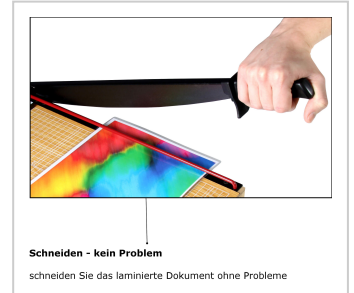 Schneiden - kein Problem
schneiden Sie das laminierte Dokument ohne Probleme